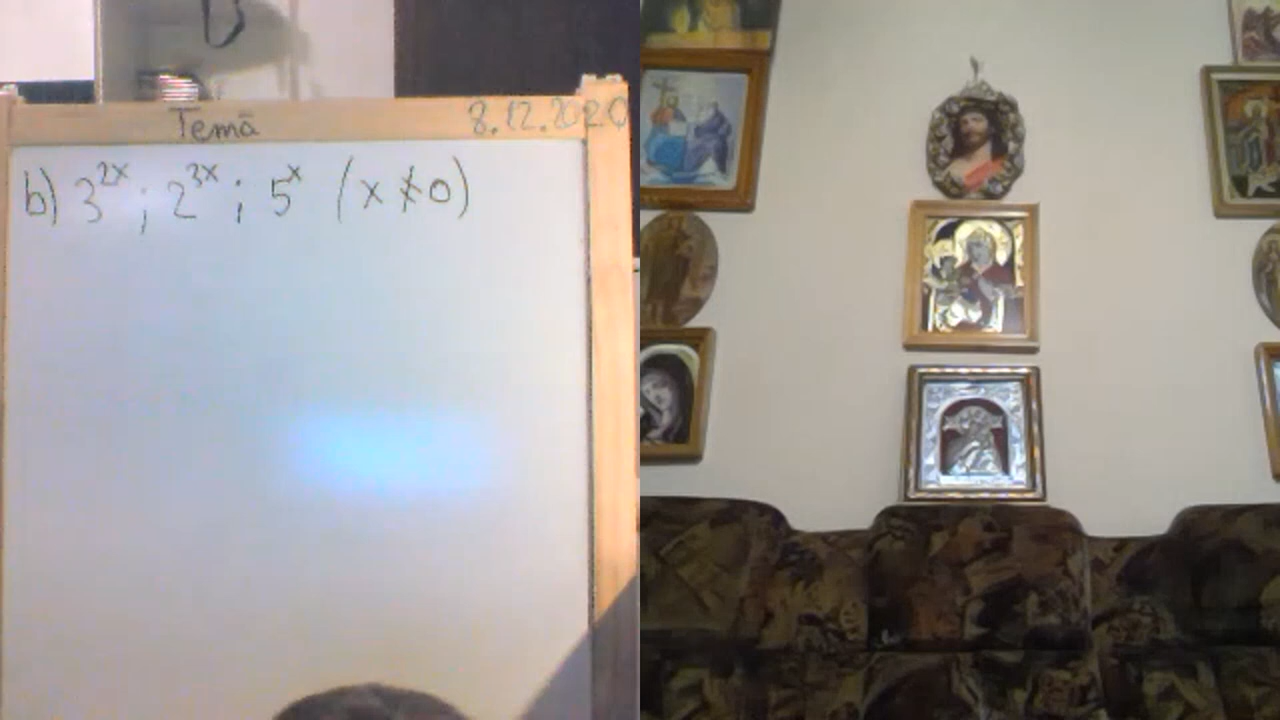 Temă 8.12.2020
b) 3^{2x} ; 2^{3x} ; 5^x (x ≠ 0)